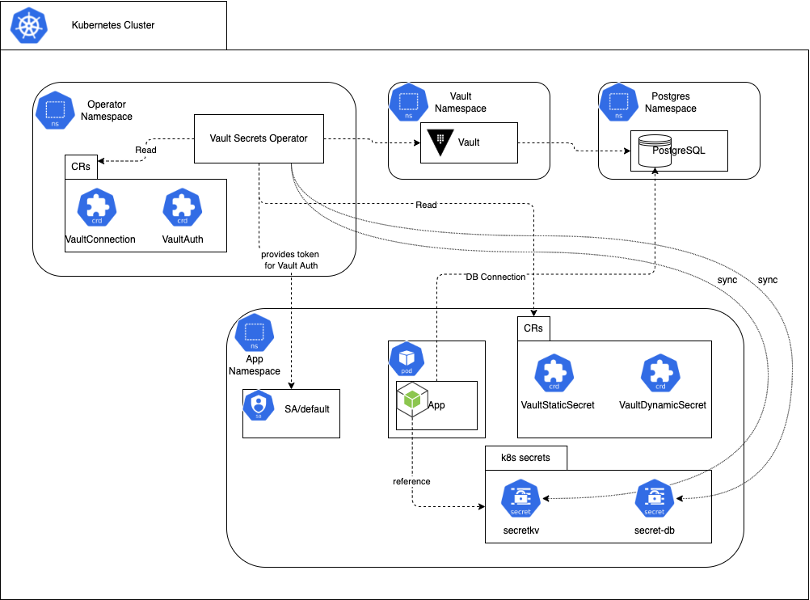 Kubernetes Cluster
Operator
Namespace
ns
Vault Secrets Operator
Read
CRs
crd
VaultConnection
crd
VaultAuth
Vault
Namespace
ns
Vault
Postgres
Namespace
ns
PostgreSQL
Read
provides token
for Vault Auth
DB Connection
sync
sync
ns
App
Namespace
sa
SA/default
pod
App
CRs
crd
VaultStaticSecret
crd
VaultDynamicSecret
reference
k8s secrets
secret
secretkv
secret
secret-db